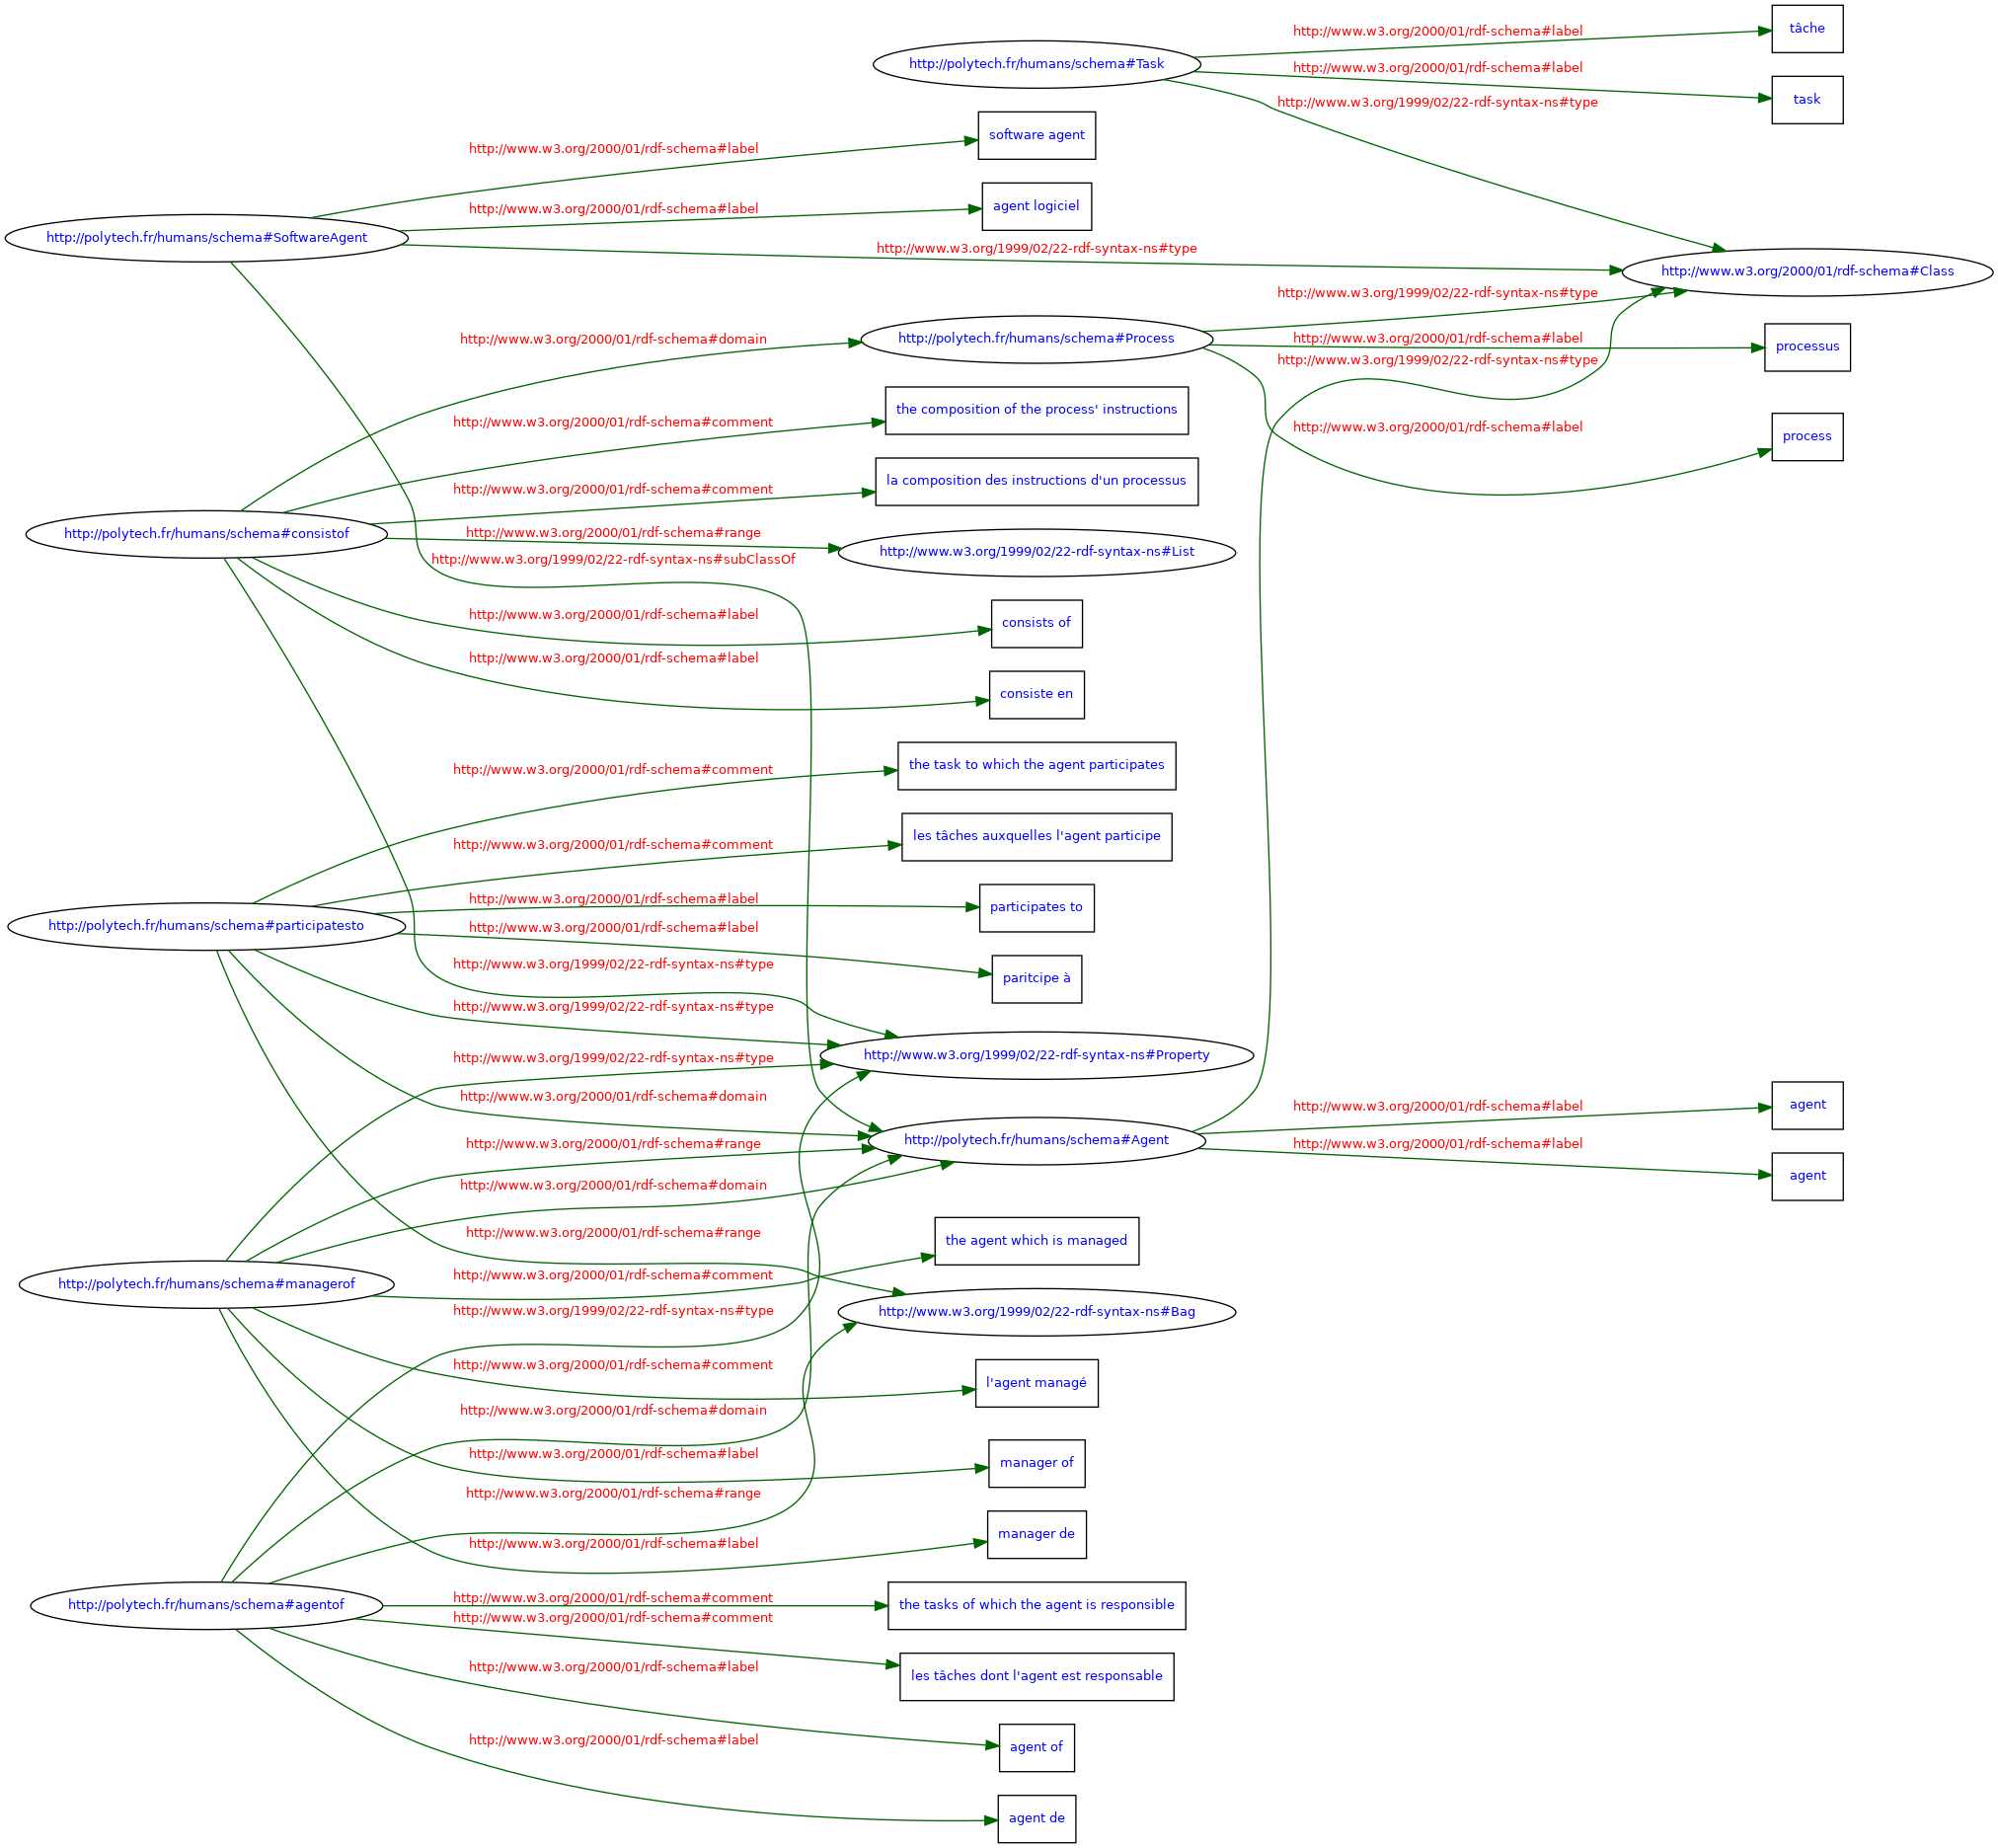 http://www.w3.org/2000/01/rdf-schema#label
tâche
http://polytech.fr/humans/schema#Task
http://www.w3.org/2000/01/rdf-schema#label
task
http://www.w3.org/1999/02/22-rdf-syntax-ns#type
software agent
http://www.w3.org/2000/01/rdf-schema#label
http://www.w3.org/2000/01/rdf-schema#label
agent logiciel
http://polytech.fr/humans/schema#SoftwareAgent
http://www.w3.org/1999/02/22-rdf-syntax-ns#type
http://www.w3.org/2000/01/rdf-schema#Class
http://www.w3.org/1999/02/22-rdf-syntax-ns#type
http://www.w3.org/2000/01/rdf-schema#domain
http://polytech.fr/humans/schema#Process
http://www.w3.org/2000/01/rdf-schema#label
processus
http://www.w3.org/1999/02/22-rdf-syntax-ns#type
the composition of the process' instructions
http://www.w3.org/2000/01/rdf-schema#comment
http://www.w3.org/2000/01/rdf-schema#label
process
la composition des instructions d'un processus
http://www.w3.org/2000/01/rdf-schema#comment
http://polytech.fr/humans/schema#consistof
http://www.w3.org/2000/01/rdf-schema#range
http://www.w3.org/1999/02/22-rdf-syntax-ns#List
http://www.w3.org/1999/02/22-rdf-syntax-ns#subClassOf
http://www.w3.org/2000/01/rdf-schema#label
consists of
http://www.w3.org/2000/01/rdf-schema#label
consiste en
http://www.w3.org/2000/01/rdf-schema#comment
the task to which the agent participates
http://www.w3.org/2000/01/rdf-schema#comment
les tâches auxquelles l'agent participe
http://www.w3.org/2000/01/rdf-schema#label
participates to
http://polytech.fr/humans/schema#participatesto
http://www.w3.org/2000/01/rdf-schema#label
http://www.w3.org/1999/02/22-rdf-syntax-ns#type
paritcipe à
http://www.w3.org/1999/02/22-rdf-syntax-ns#type
http://www.w3.org/1999/02/22-rdf-syntax-ns#type
http://www.w3.org/1999/02/22-rdf-syntax-ns#Property
http://www.w3.org/2000/01/rdf-schema#domain
http://www.w3.org/2000/01/rdf-schema#label
agent
http://www.w3.org/2000/01/rdf-schema#range
http://polytech.fr/humans/schema#Agent
http://www.w3.org/2000/01/rdf-schema#label
agent
http://www.w3.org/2000/01/rdf-schema#domain
http://www.w3.org/2000/01/rdf-schema#range
the agent which is managed
http://polytech.fr/humans/schema#managerof
http://www.w3.org/2000/01/rdf-schema#comment
http://www.w3.org/1999/02/22-rdf-syntax-ns#type
http://www.w3.org/1999/02/22-rdf-syntax-ns#Bag
http://www.w3.org/2000/01/rdf-schema#comment
l'agent managé
http://www.w3.org/2000/01/rdf-schema#domain
http://www.w3.org/2000/01/rdf-schema#label
manager of
http://www.w3.org/2000/01/rdf-schema#range
http://www.w3.org/2000/01/rdf-schema#label
manager de
http://polytech.fr/humans/schema#agentof
http://www.w3.org/2000/01/rdf-schema#comment
the tasks of which the agent is responsible
http://www.w3.org/2000/01/rdf-schema#comment
http://www.w3.org/2000/01/rdf-schema#label
les tâches dont l'agent est responsable
http://www.w3.org/2000/01/rdf-schema#label
agent of
agent de